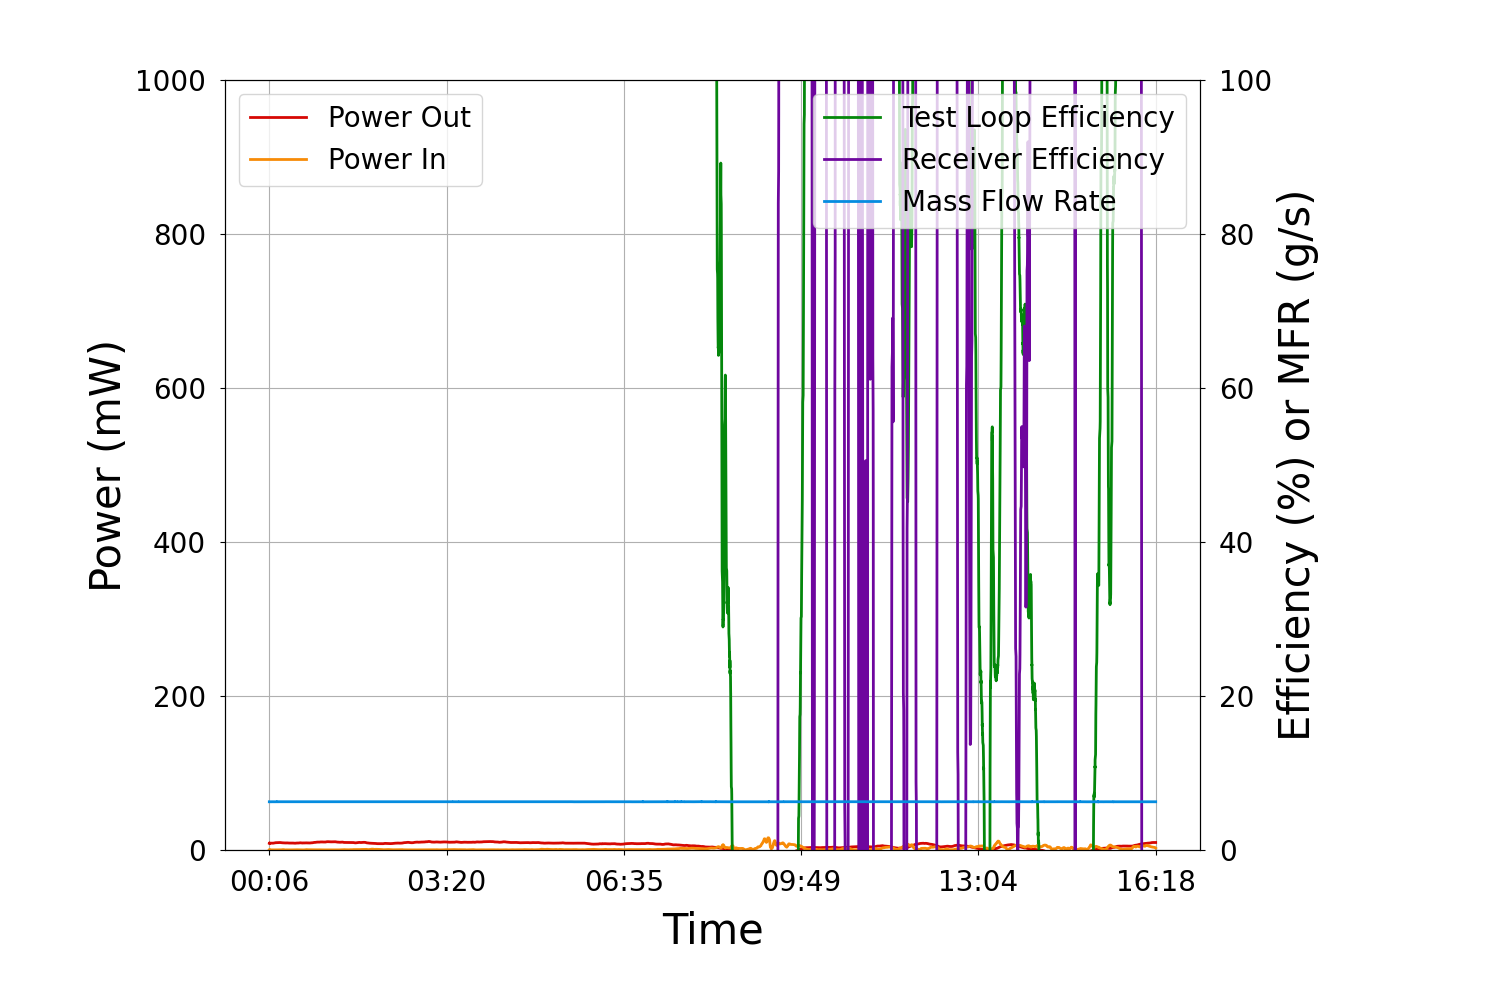 1000
800
600
400
200
0
Power (mW)
Power Out
Power In
Test Loop Efficiency
Receiver Efficiency
Mass Flow Rate
100
80
60
40
20
0
Efficiency (%) or MFR (g/s)
00:06 03:20 06:35 09:49 13:04 16:18
Time